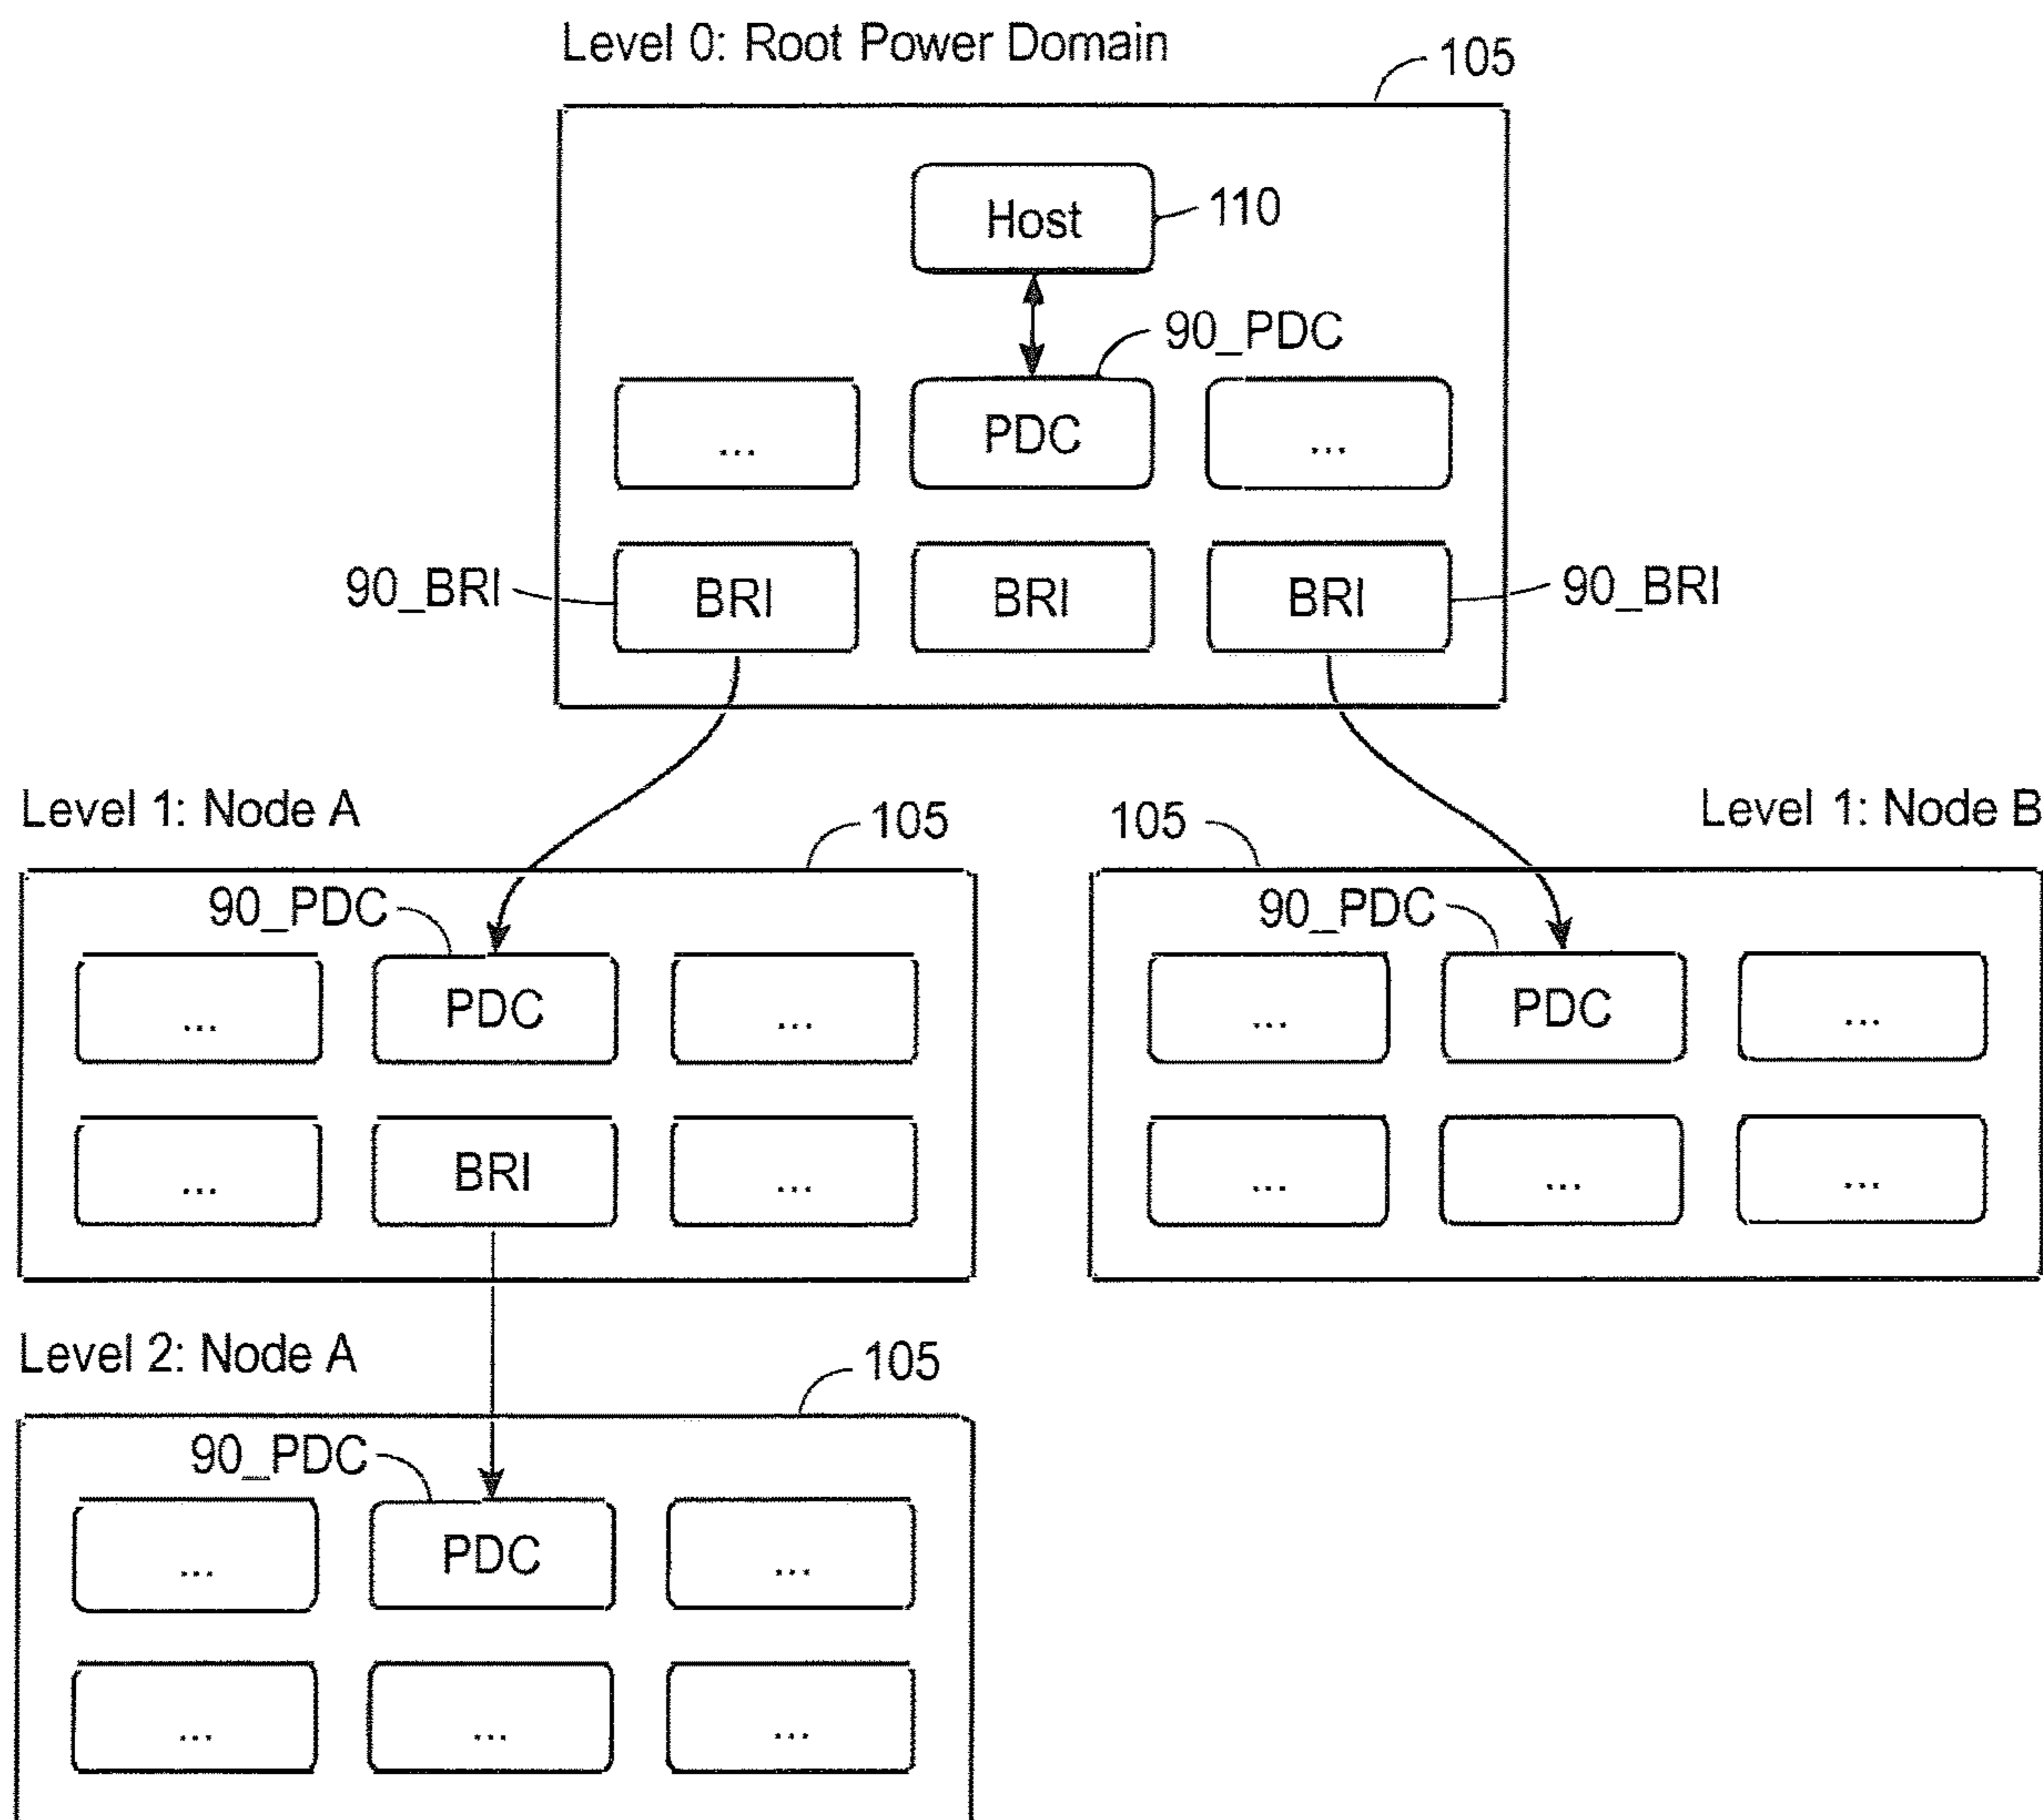 Level 0: Root Power Domain
105
Host
110
90_PDC
... PDC ...
90_BRI BRI BRI BRI 90_BRI
Level 1: Node A
105
90_PDC
... PDC ...
... BRI ...
105
Level 1: Node B
90_PDC
... PDC ...
... ... ...
Level 2: Node A
105
90_PDC
... PDC ...
... ... ...